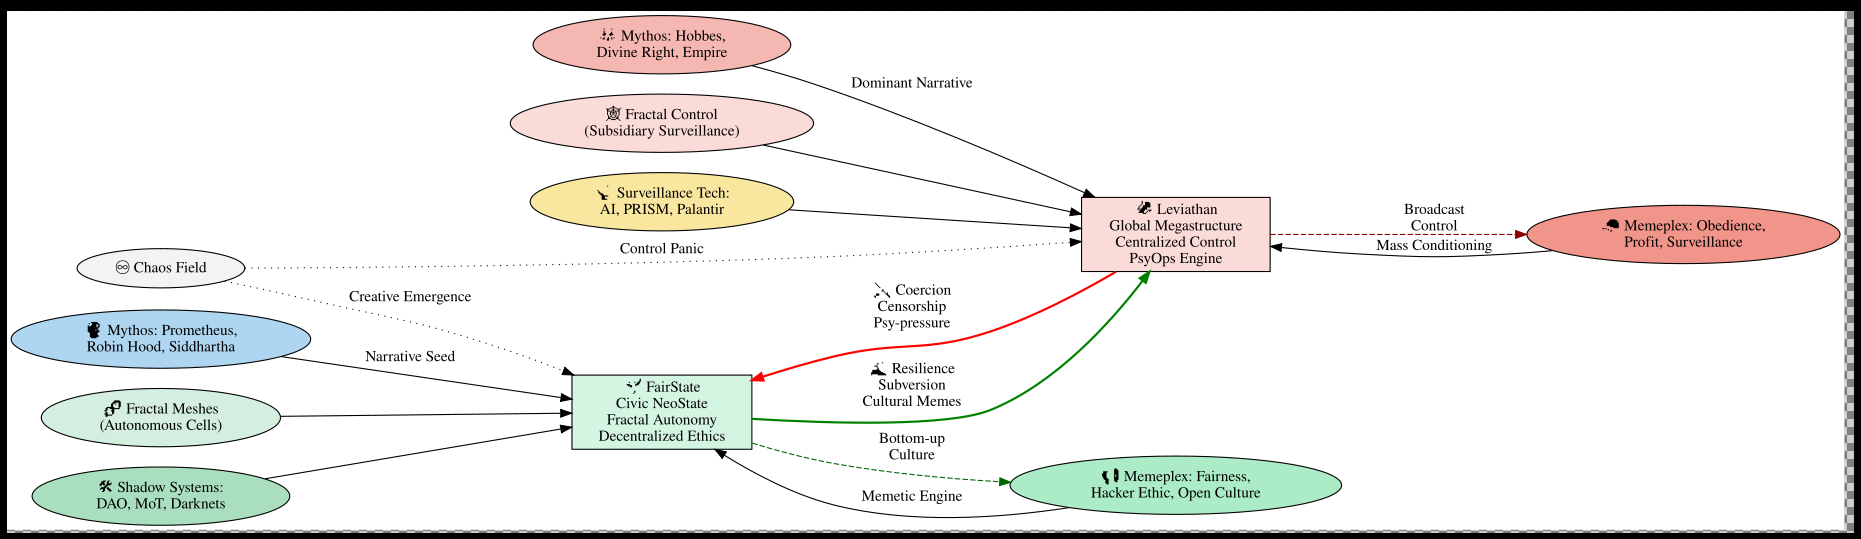 Mythos: Hobbes,
Divine Right, Empire
Dominant Narrative
Fractal Control
(Subsidiary Surveillance)
Surveillance Tech:
AI, PRISM, Palantir
Leviathan
Global Megastructure
Centralized Control
PsyOps Engine
Broadcast
Control
Mass Conditioning
Memeplex: Obedience,
Profit, Surveillance
Control Panic
♾ Chaos Field
Creative Emergence
Coercion
Censorship
Psy-pressure
Mythos: Prometheus,
Robin Hood, Siddhartha
Narrative Seed
Resilience
Subversion
Cultural Memes
FairState
Civic NeoState
Fractal Autonomy
Decentralized Ethics
Fractal Meshes
(Autonomous Cells)
Bottom-up
Culture
Memeplex: Fairness,
Hacker Ethic, Open Culture
Memetic Engine
🛠 Shadow Systems:
DAO, MoT, Darknets